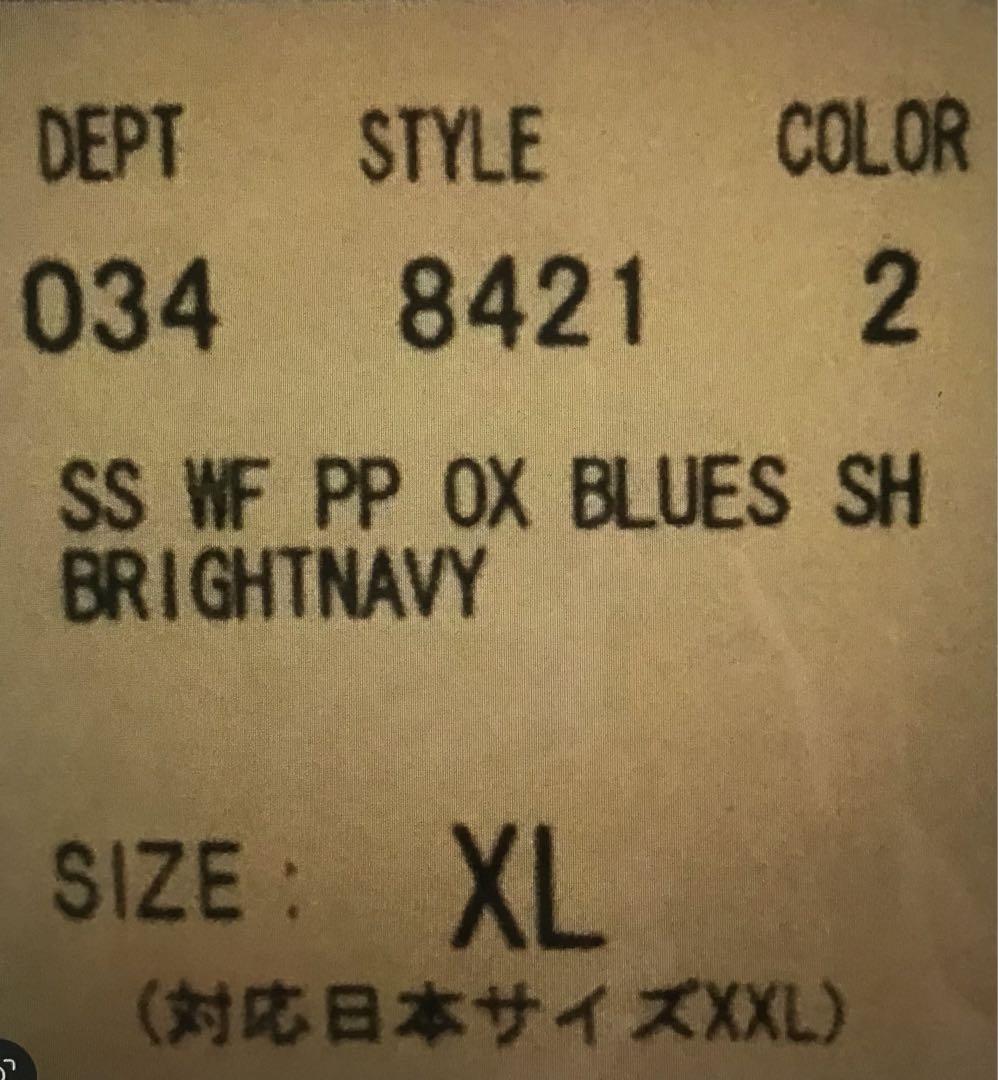 DEPT STYLE COLOR
034 8421 2
SS WF PP OX BLUES SH
BRIGHTNAVY
SIZE : XL
(対応日本サイズXXL)